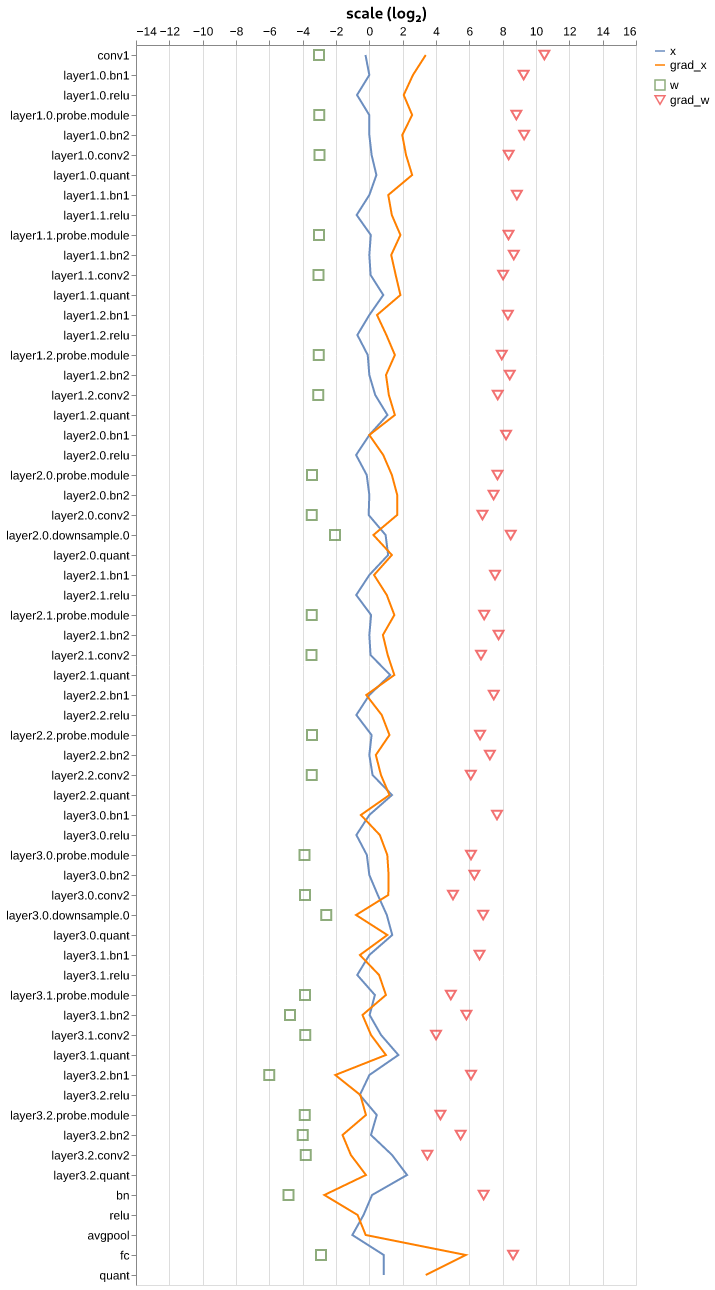 scale (log₂)
−14 −12 −10 −8 −6 −4 −2 0 2 4 6 8 10 12 14 16
x
grad_x
w
grad_w
conv1
layer1.0.bn1
layer1.0.relu
layer1.0.probe.module
layer1.0.bn2
layer1.0.conv2
layer1.0.quant
layer1.1.bn1
layer1.1.relu
layer1.1.probe.module
layer1.1.bn2
layer1.1.conv2
layer1.1.quant
layer1.2.bn1
layer1.2.relu
layer1.2.probe.module
layer1.2.bn2
layer1.2.conv2
layer1.2.quant
layer2.0.bn1
layer2.0.relu
layer2.0.probe.module
layer2.0.bn2
layer2.0.conv2
layer2.0.downsample.0
layer2.0.quant
layer2.1.bn1
layer2.1.relu
layer2.1.probe.module
layer2.1.bn2
layer2.1.conv2
layer2.1.quant
layer2.2.bn1
layer2.2.relu
layer2.2.probe.module
layer2.2.bn2
layer2.2.conv2
layer2.2.quant
layer3.0.bn1
layer3.0.relu
layer3.0.probe.module
layer3.0.bn2
layer3.0.conv2
layer3.0.downsample.0
layer3.0.quant
layer3.1.bn1
layer3.1.relu
layer3.1.probe.module
layer3.1.bn2
layer3.1.conv2
layer3.1.quant
layer3.2.bn1
layer3.2.relu
layer3.2.probe.module
layer3.2.bn2
layer3.2.conv2
layer3.2.quant
bn
relu
avgpool
fc
quant